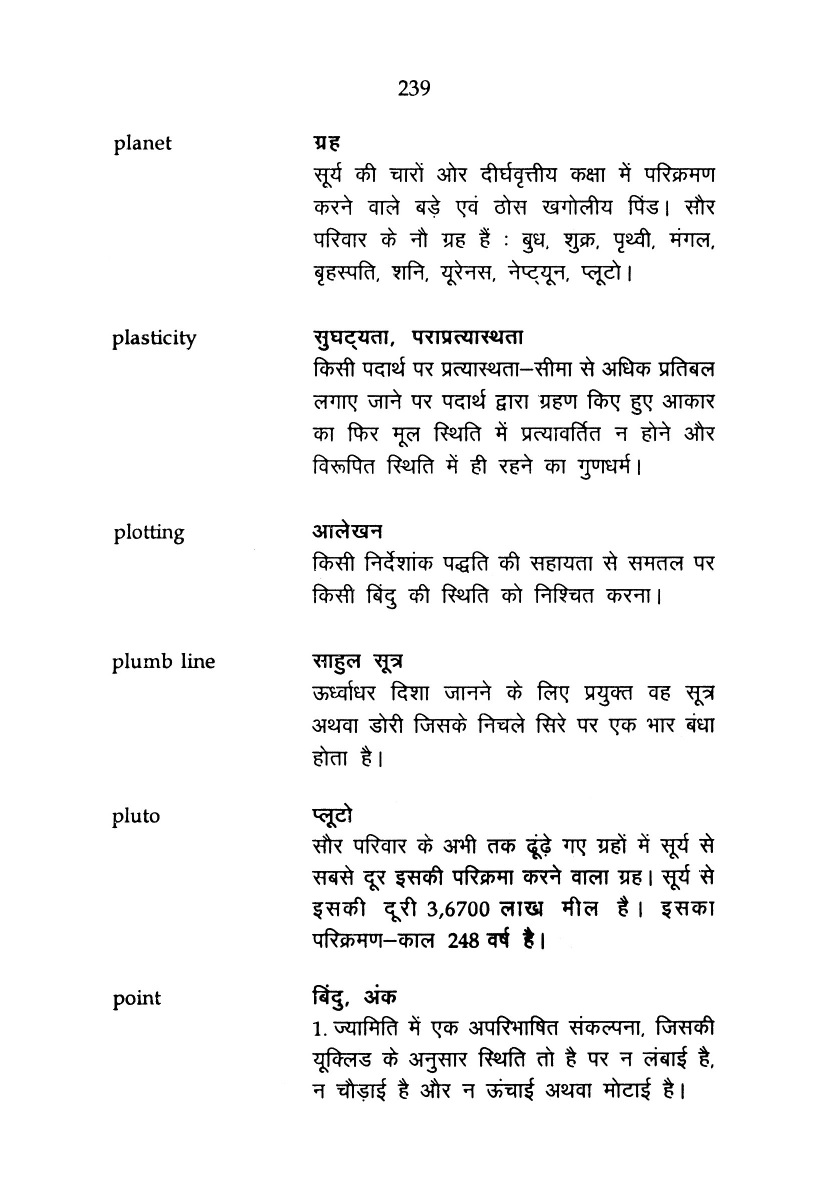 239
planet ग्रह
सूर्य की चारों ओर दीर्घवृत्तीय कक्षा में परिक्रमण
करने वाले बड़े एवं ठोस खगोलीय पिंड। सौर
परिवार के नौ ग्रह हैं : बुध, शुक्र, पृथ्वी, मंगल,
बृहस्पति, शनि, यूरेनस, नेप्ट्यून, प्लूटो।
plasticity सुघट्यता, पराप्रत्यास्थता
किसी पदार्थ पर प्रत्यास्थता–सीमा से अधिक प्रतिबल
लगाए जाने पर पदार्थ द्वारा ग्रहण किए हुए आकार
का फिर मूल स्थिति में प्रत्यावर्तित न होने और
विरूपित स्थिति में ही रहने का गुणधर्म।
plotting आलेखन
किसी निर्देशांक पद्धति की सहायता से समतल पर
किसी बिंदु की स्थिति को निश्चित करना।
plumb line साहुल सूत्र
ऊर्ध्वाधर दिशा जानने के लिए प्रयुक्त वह सूत्र
अथवा डोरी जिसके निचले सिरे पर एक भार बंधा
होता है।
pluto प्लूटो
सौर परिवार के अभी तक ढूंढ़े गए ग्रहों में सूर्य से
सबसे दूर इसकी परिक्रमा करने वाला ग्रह। सूर्य से
इसकी दूरी 3,6700 लाख मील है। इसका
परिक्रमण–काल 248 वर्ष है।
point बिंदु, अंक
1. ज्यामिति में एक अपरिभाषित संकल्पना, जिसकी
यूक्लिड के अनुसार स्थिति तो है पर न लंबाई है,
न चौड़ाई है और न ऊंचाई अथवा मोटाई है।